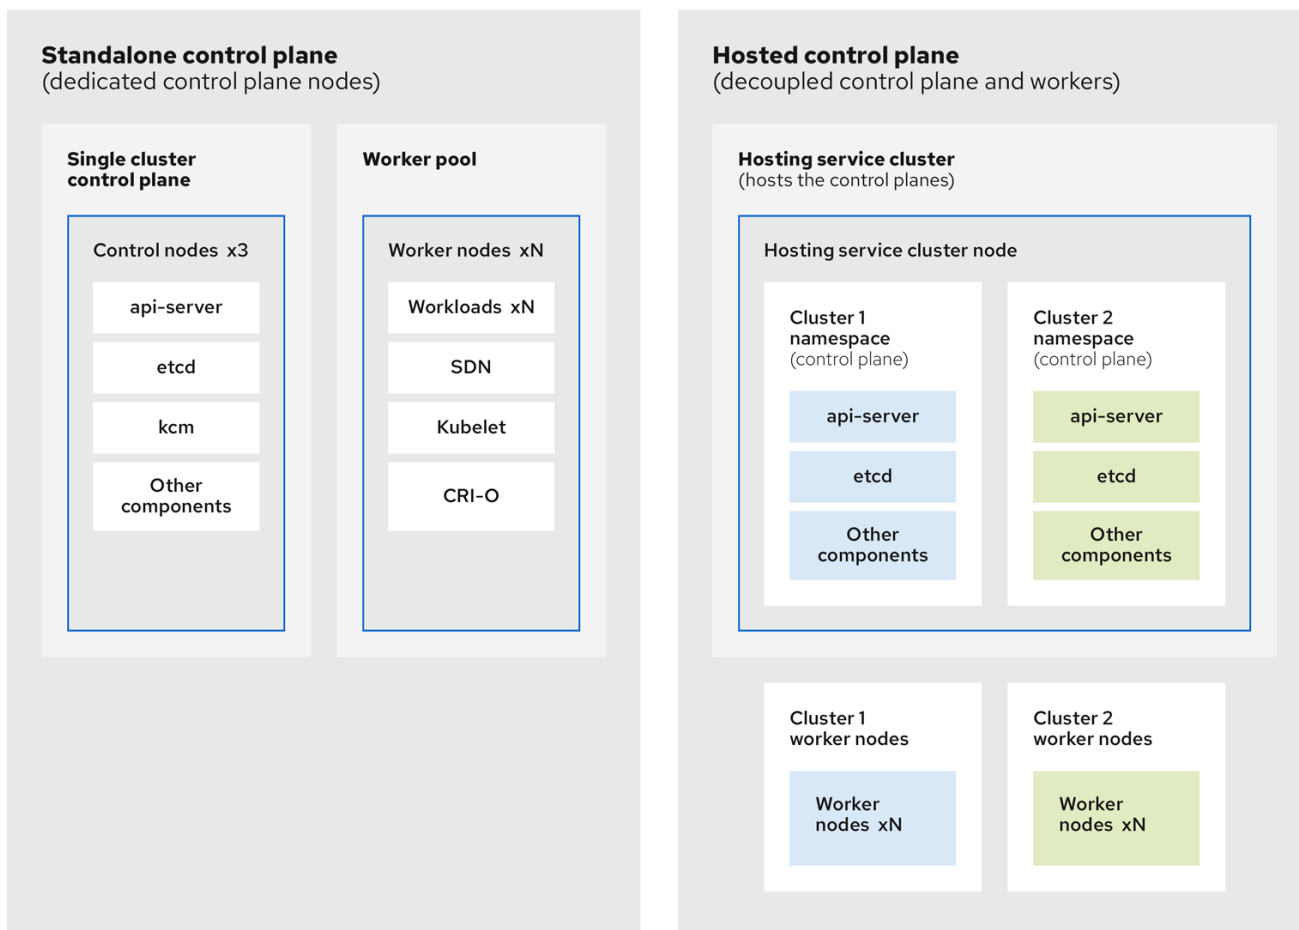 Standalone control plane
(dedicated control plane nodes)
Single cluster
control plane
Control nodes x3
api-server
etcd
kcm
Other
components
Worker pool
Worker nodes xN
Workloads xN
SDN
Kubelet
CRI-O
Hosted control plane
(decoupled control plane and workers)
Hosting service cluster
(hosts the control planes)
Hosting service cluster node
Cluster 1
namespace
(control plane)
api-server
etcd
Other
components
Cluster 2
namespace
(control plane)
api-server
etcd
Other
components
Cluster 1
worker nodes
Worker
nodes xN
Cluster 2
worker nodes
Worker
nodes xN